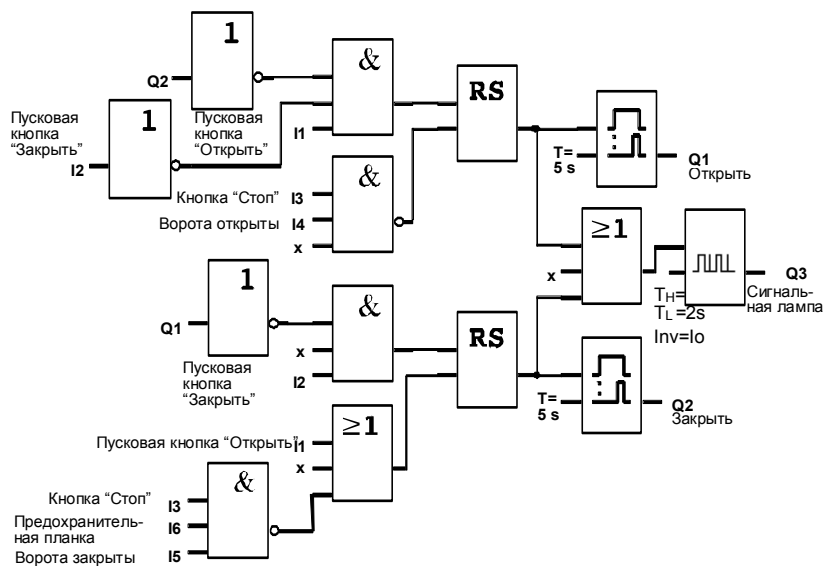 1
&
RS
Q2
Пусковая
кнопка
“Закрыть”
I2
1
Пусковая
кнопка
“Открыть”
I1
T=
5 s
Q1
Открыть
&
Кнопка “Стоп”
I3
Ворота открыты
I4
x
≥1
x
Q3
Сигналь-
ная лампа
TH=
TL =2s
Inv=Io
1
Q1
&
x
Пусковая
кнопка
“Закрыть”
I2
RS
T=
5 s
Q2
Закрыть
≥1
Пусковая кнопка “Открыть”
I1
x
&
Кнопка “Стоп”
I3
Предохранитель-
ная планка
I6
Ворота закрыты
I5